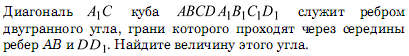 Диагональ A₁C куба ABCDA₁B₁C₁D₁ служит ребром
двугранного угла, грани которого проходят через середины
ребер AB и DD₁. Найдите величину этого угла.